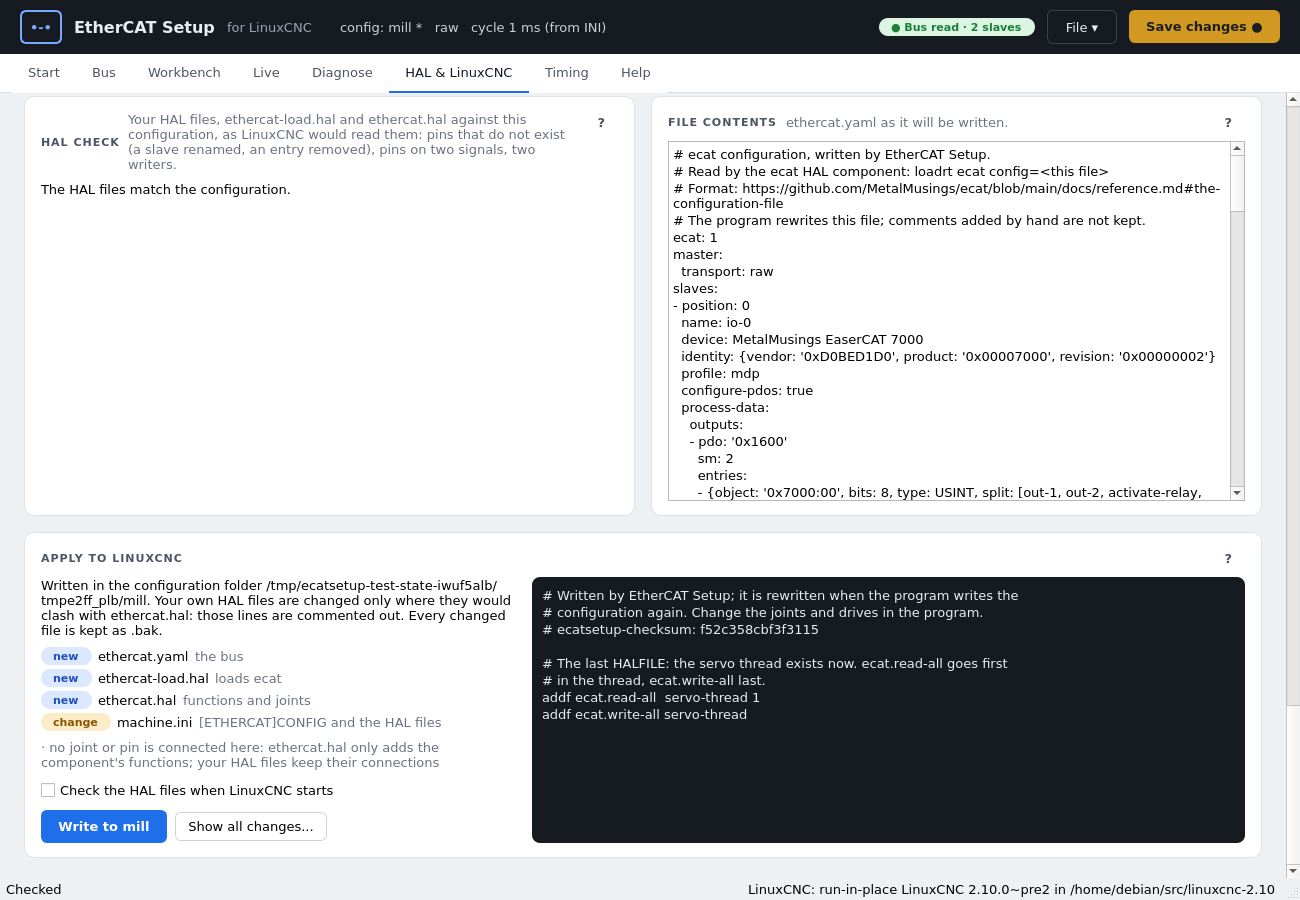 EtherCAT Setup for LinuxCNC config: mill * raw cycle 1 ms (from INI) ● Bus read · 2 slaves File ▾ Save changes ●
Start Bus Workbench Live Diagnose HAL & LinuxCNC Timing Help
HAL CHECK
Your HAL files, ethercat-load.hal and ethercat.hal against this
configuration, as LinuxCNC would read them: pins that do not exist
(a slave renamed, an entry removed), pins on two signals, two
writers.
?
The HAL files match the configuration.
FILE CONTENTS ethercat.yaml as it will be written. ?
# ecat configuration, written by EtherCAT Setup.
# Read by the ecat HAL component: loadrt ecat config=<this file>
# Format: https://github.com/MetalMusings/ecat/blob/main/docs/reference.md#the-
configuration-file
# The program rewrites this file; comments added by hand are not kept.
ecat: 1
master:
  transport: raw
slaves:
- position: 0
  name: io-0
  device: MetalMusings EaserCAT 7000
  identity: {vendor: '0xD0BED1D0', product: '0x00007000', revision: '0x00000002'}
  profile: mdp
  configure-pdos: true
  process-data:
    outputs:
    - pdo: '0x1600'
      sm: 2
      entries:
      - {object: '0x7000:00', bits: 8, type: USINT, split: [out-1, out-2, activate-relay,
APPLY TO LINUXCNC ?
Written in the configuration folder /tmp/ecatsetup-test-state-iwuf5alb/
tmpe2ff_plb/mill. Your own HAL files are changed only where they would
clash with ethercat.hal: those lines are commented out. Every changed
file is kept as .bak.
new ethercat.yaml the bus
new ethercat-load.hal loads ecat
new ethercat.hal functions and joints
change machine.ini [ETHERCAT]CONFIG and the HAL files
· no joint or pin is connected here: ethercat.hal only adds the
component's functions; your HAL files keep their connections
Check the HAL files when LinuxCNC starts
Write to mill Show all changes...
# Written by EtherCAT Setup; it is rewritten when the program writes the
# configuration again. Change the joints and drives in the program.
# ecatsetup-checksum: f52c358cbf3f3115
# The last HALFILE: the servo thread exists now. ecat.read-all goes first
# in the thread, ecat.write-all last.
addf ecat.read-all  servo-thread 1
addf ecat.write-all servo-thread
Checked LinuxCNC: run-in-place LinuxCNC 2.10.0~pre2 in /home/debian/src/linuxcnc-2.10